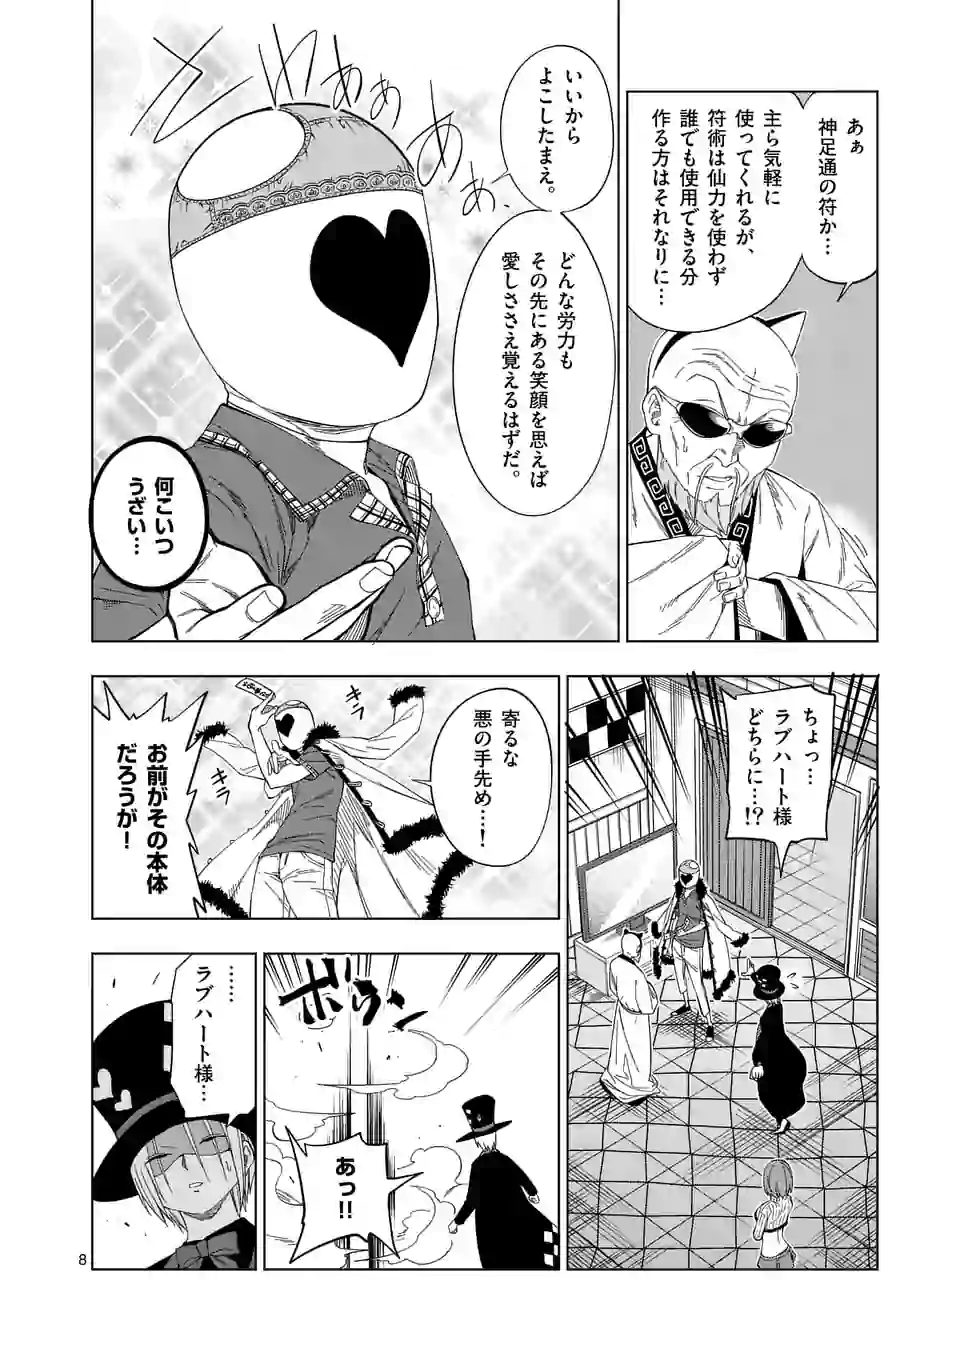 あぁ
神足通の符か…
主ら気軽に
使ってくれるが、
符術は仙力を使わず
誰でも使用できる分
作る方はそれなりに…
いいから
よこしたまえ。
どんな労力も
その先にある笑顔を思えば
愛しささえ覚えるはずだ。
何こいつ
うざい…
ちょっ…
ラブハート様
どちらに…!?
寄るな
悪の手先め…!
お前がその本体
だろうが!
ボウン
あっ!!
……
ラブハート様…
8